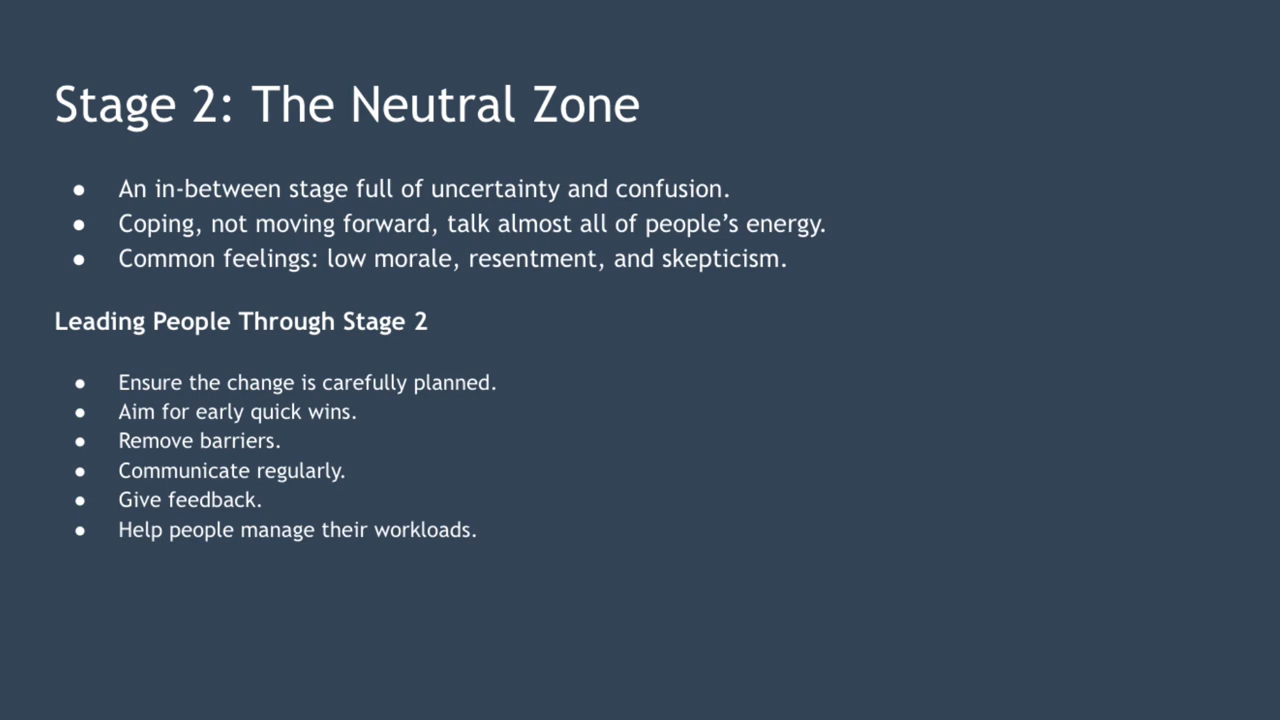 Stage 2: The Neutral Zone
● An in-between stage full of uncertainty and confusion.
● Coping, not moving forward, talk almost all of people’s energy.
● Common feelings: low morale, resentment, and skepticism.
Leading People Through Stage 2
● Ensure the change is carefully planned.
● Aim for early quick wins.
● Remove barriers.
● Communicate regularly.
● Give feedback.
● Help people manage their workloads.